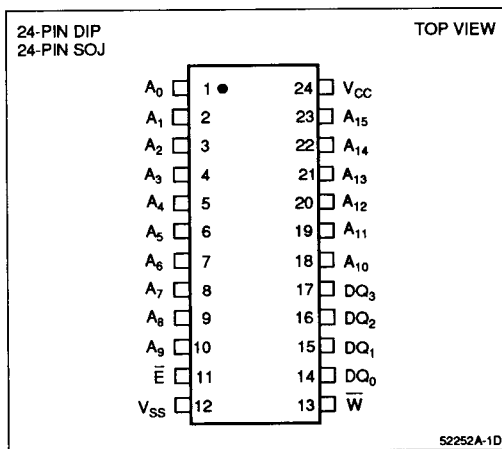 24-PIN DIP TOP VIEW
24-PIN SOJ
A0 1 24 VCC
A1 2 23 A15
A2 3 22 A14
A3 4 21 A13
A4 5 20 A12
A5 6 19 A11
A6 7 18 A10
A7 8 17 DQ3
A8 9 16 DQ2
A9 10 15 DQ1
E̅ 11 14 DQ0
VSS 12 13 W̅
52252A-1D